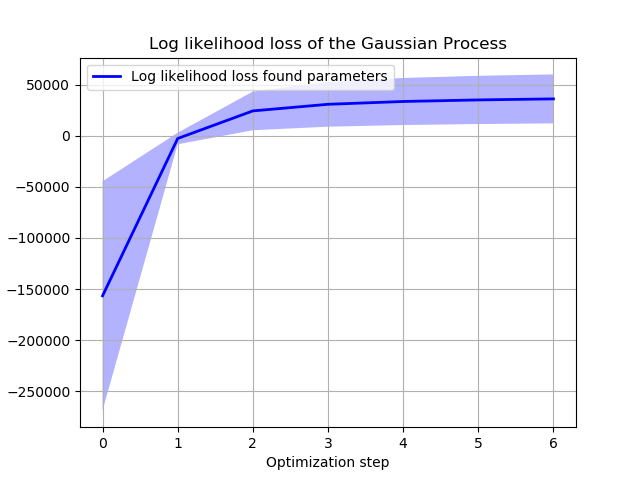 Log likelihood loss of the Gaussian Process
Log likelihood loss found parameters
50000
0
−50000
−100000
−150000
−200000
−250000
0 1 2 3 4 5 6
Optimization step